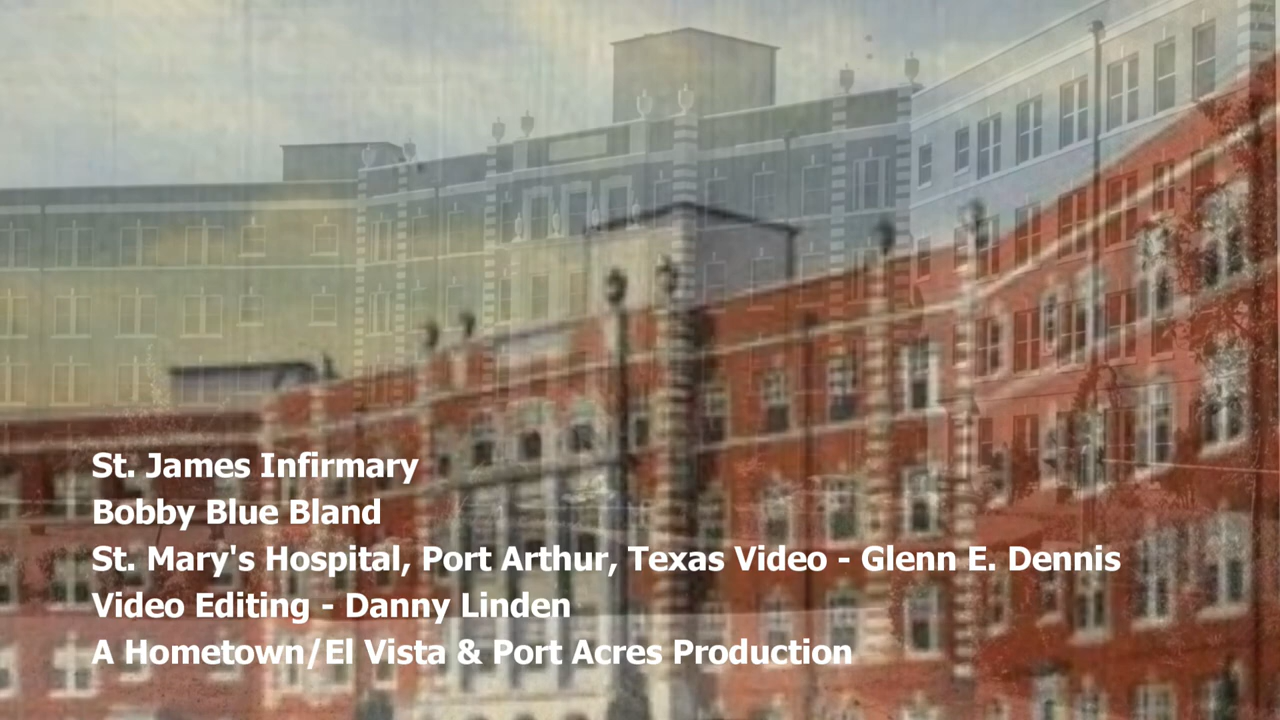 St. James Infirmary
Bobby Blue Bland
St. Mary's Hospital, Port Arthur, Texas Video - Glenn E. Dennis
Video Editing - Danny Linden
A Hometown/El Vista & Port Acres Production